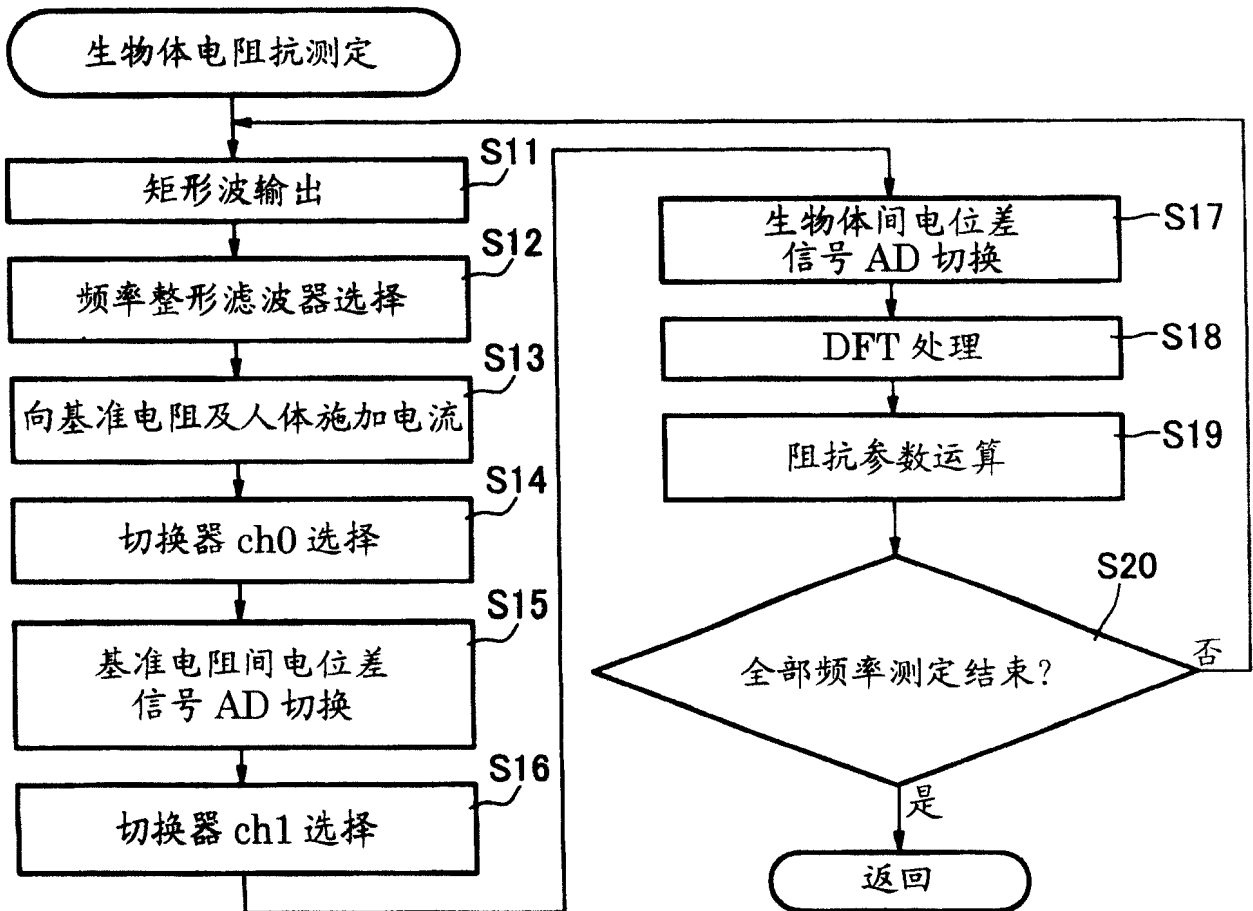 生物体电阻抗测定
S11
矩形波输出
S12
频率整形滤波器选择
S13
向基准电阻及人体施加电流
S14
切换器 ch0 选择
S15
基准电阻间电位差
信号 AD 切换
S16
切换器 ch1 选择
S17
生物体间电位差
信号 AD 切换
S18
DFT 处理
S19
阻抗参数运算
S20
全部频率测定结束?
否
是
返回